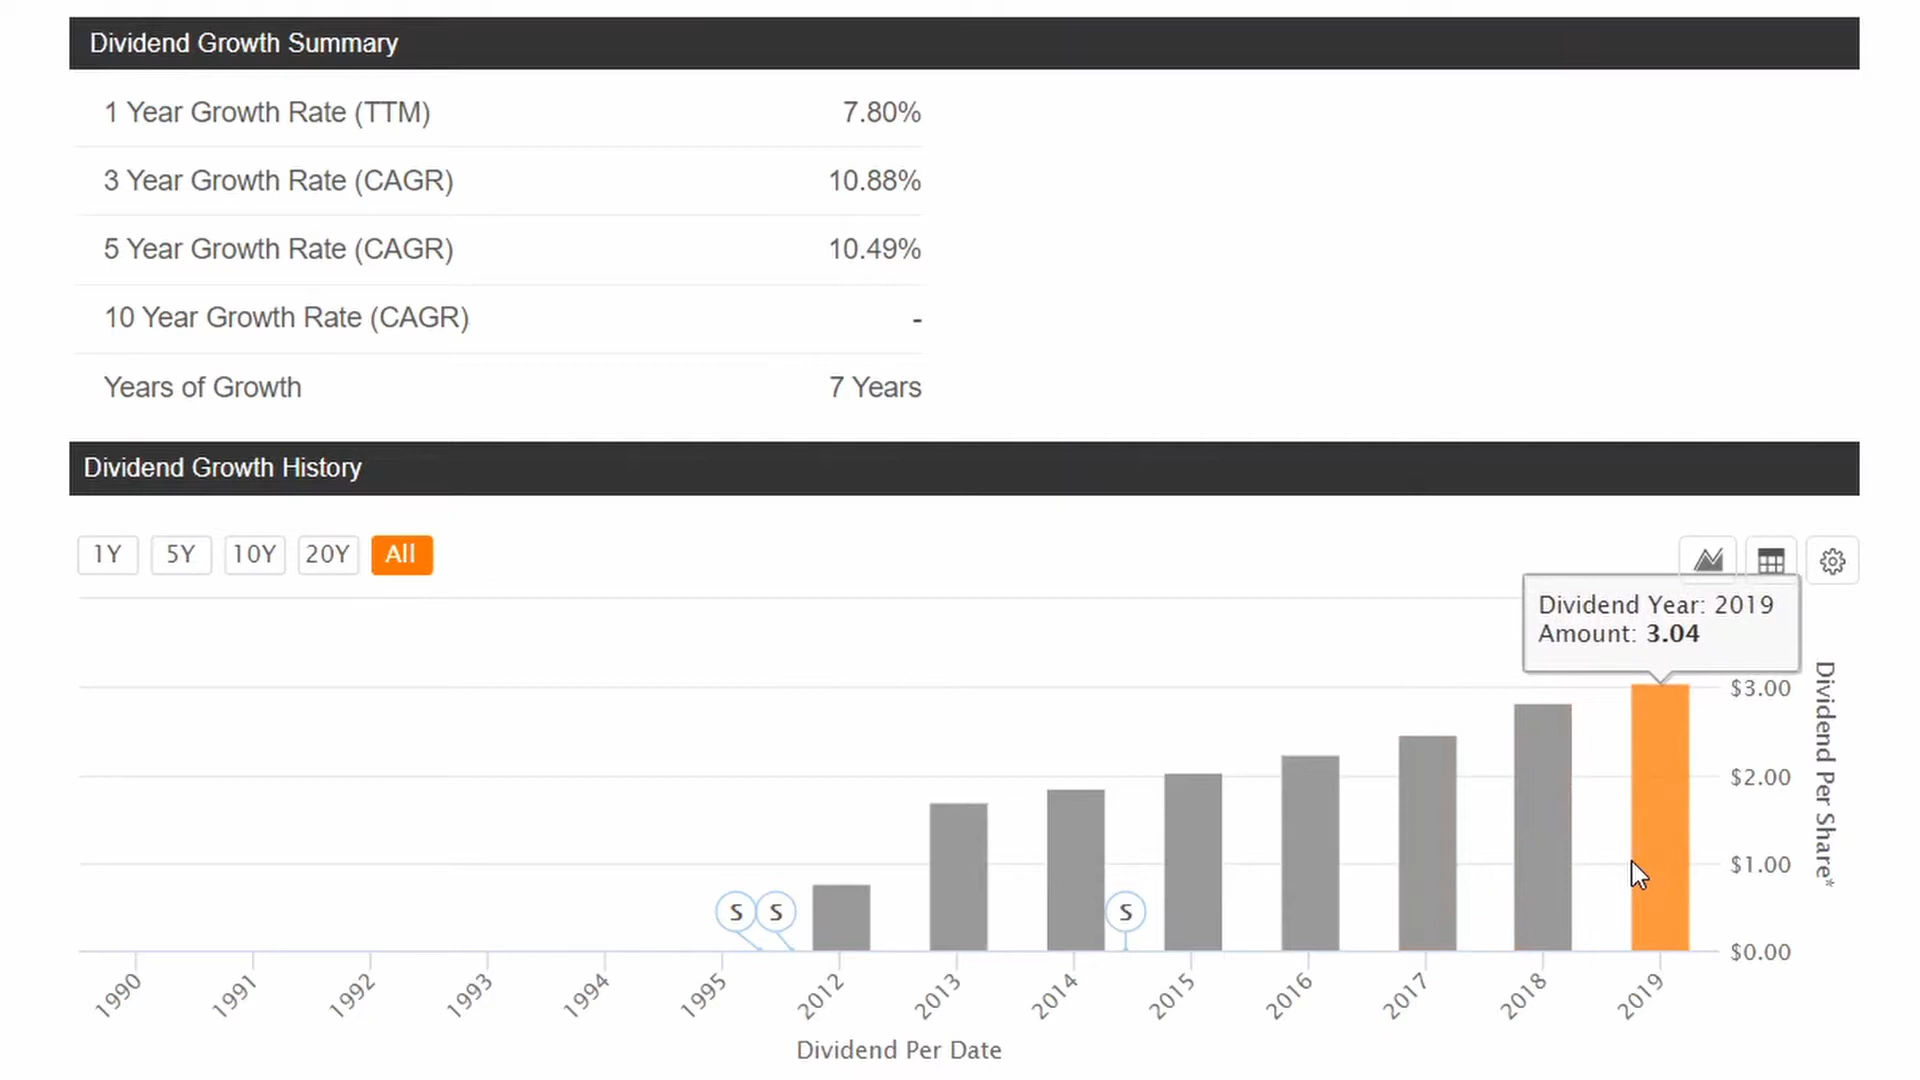 Dividend Growth Summary
1 Year Growth Rate (TTM) 7.80%
3 Year Growth Rate (CAGR) 10.88%
5 Year Growth Rate (CAGR) 10.49%
10 Year Growth Rate (CAGR) -
Years of Growth 7 Years
Dividend Growth History
1Y 5Y 10Y 20Y All
Dividend Year: 2019
Amount: 3.04
$3.00
$2.00
$1.00
$0.00
Dividend Per Share*
S S S
1990 1991 1992 1993 1994 1995 2012 2013 2014 2015 2016 2017 2018 2019
Dividend Per Date